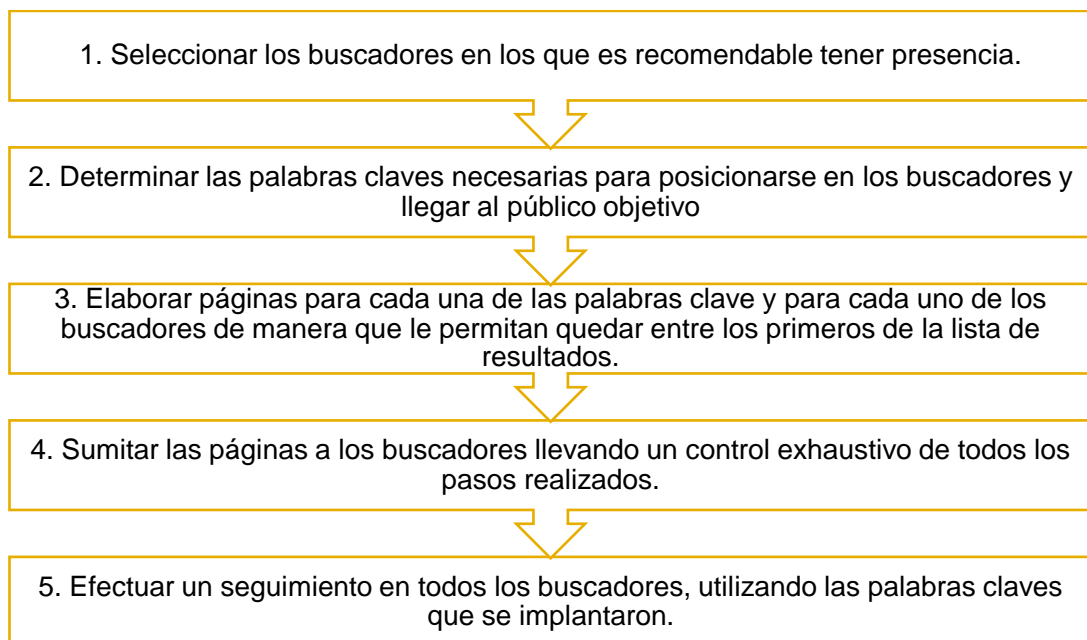 1. Seleccionar los buscadores en los que es recomendable tener presencia.
2. Determinar las palabras claves necesarias para posicionarse en los buscadores y
llegar al público objetivo
3. Elaborar páginas para cada una de las palabras clave y para cada uno de los
buscadores de manera que le permitan quedar entre los primeros de la lista de
resultados.
4. Sumitar las páginas a los buscadores llevando un control exhaustivo de todos los
pasos realizados.
5. Efectuar un seguimiento en todos los buscadores, utilizando las palabras claves
que se implantaron.